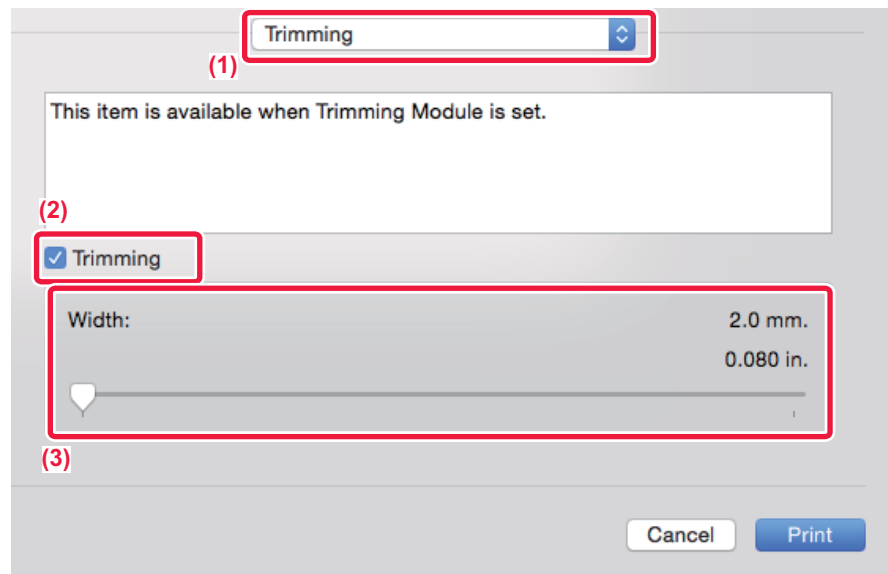 Trimming
(1)
This item is available when Trimming Module is set.
(2)
Trimming
Width: 2.0 mm.
0.080 in.
(3)
Cancel Print